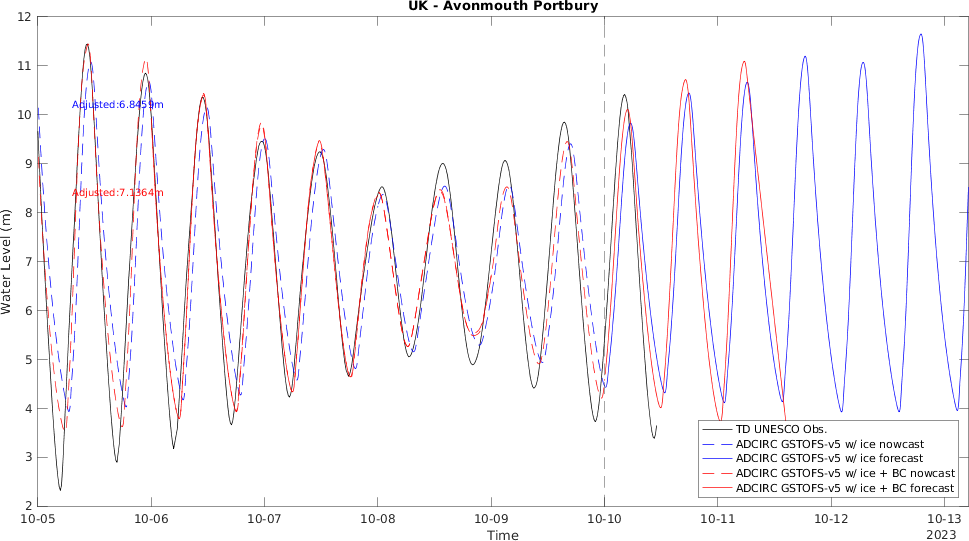 UK - Avonmouth Portbury
12
11
10
9
8
7
6
5
4
3
2
Water Level (m)
Adjusted:6.8459m
Adjusted:7.1364m
TD UNESCO Obs.
ADCIRC GSTOFS-v5 w/ ice nowcast
ADCIRC GSTOFS-v5 w/ ice forecast
ADCIRC GSTOFS-v5 w/ ice + BC nowcast
ADCIRC GSTOFS-v5 w/ ice + BC forecast
10-05 10-06 10-07 10-08 10-09 10-10 10-11 10-12 10-13
Time
2023